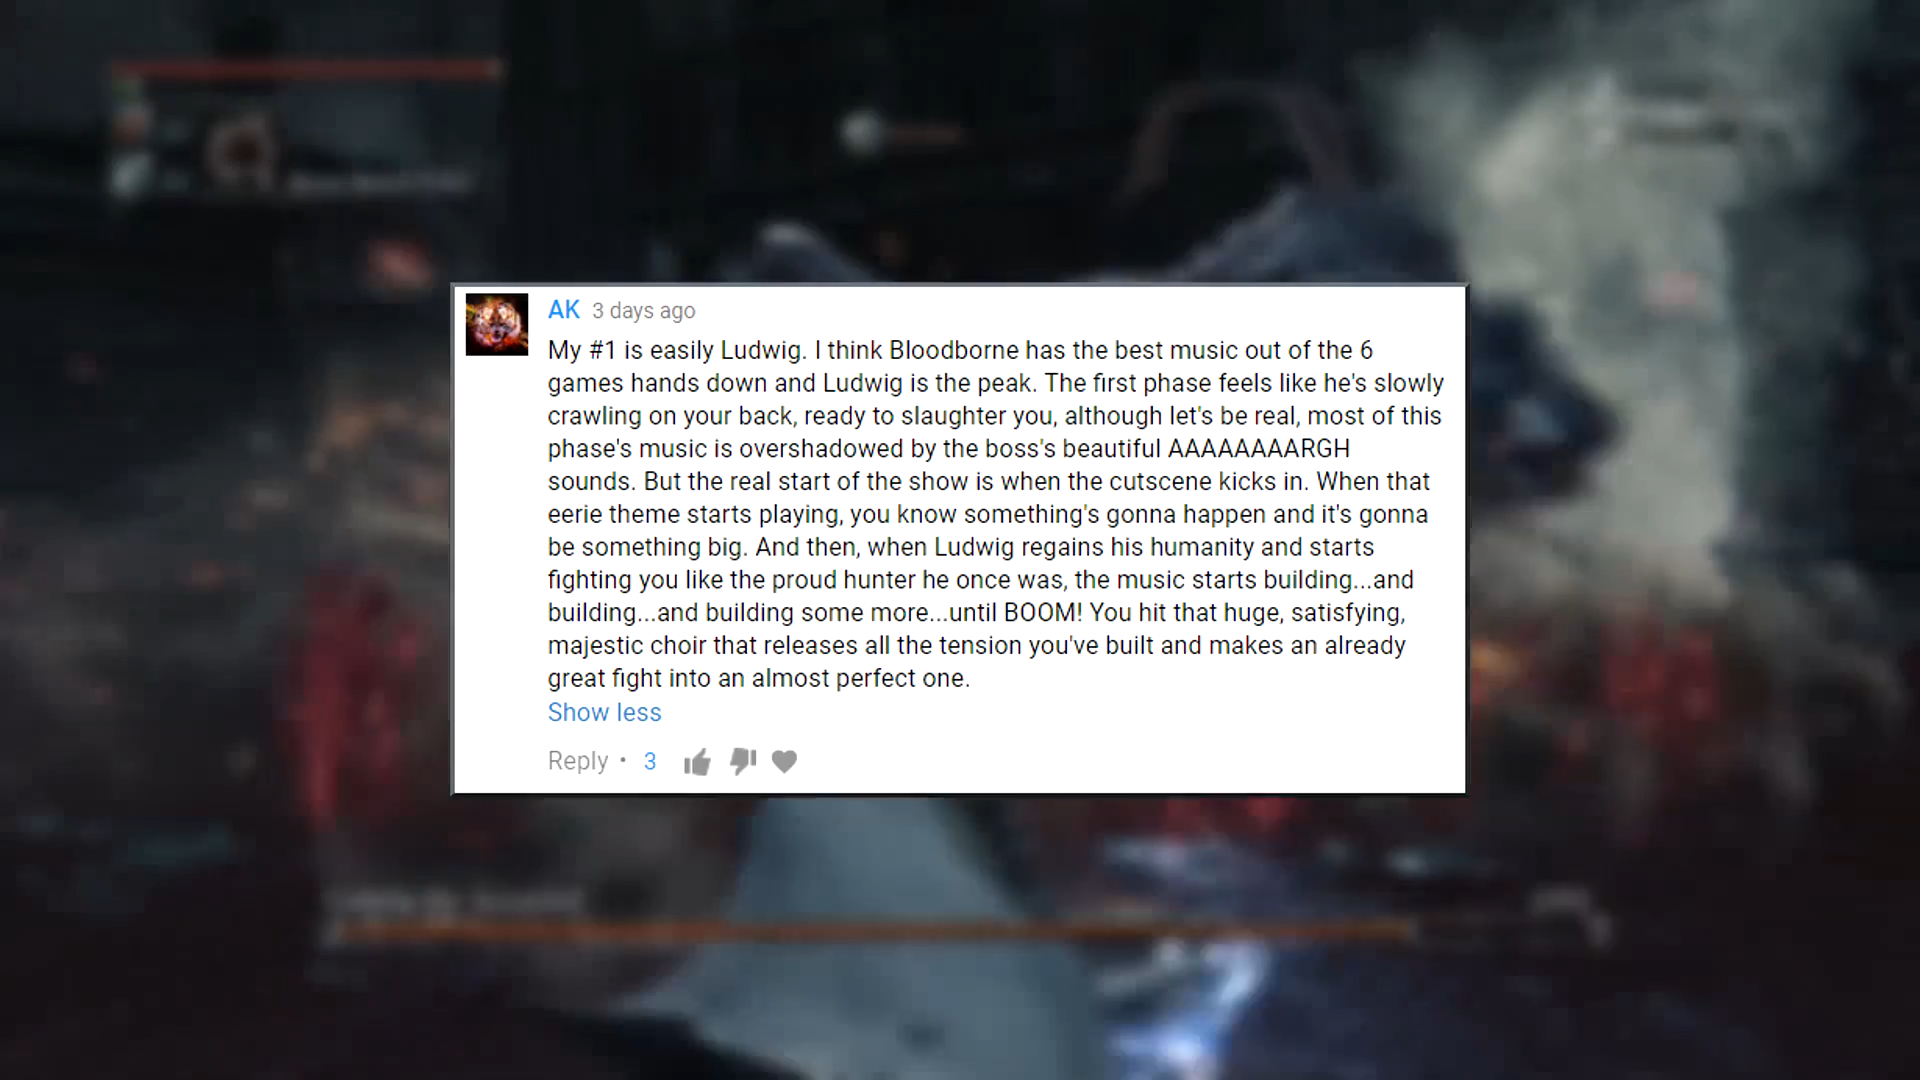 AK 3 days ago
My #1 is easily Ludwig. I think Bloodborne has the best music out of the 6
games hands down and Ludwig is the peak. The first phase feels like he's slowly
crawling on your back, ready to slaughter you, although let's be real, most of this
phase's music is overshadowed by the boss's beautiful AAAAAAAARGH
sounds. But the real start of the show is when the cutscene kicks in. When that
eerie theme starts playing, you know something's gonna happen and it's gonna
be something big. And then, when Ludwig regains his humanity and starts
fighting you like the proud hunter he once was, the music starts building...and
building...and building some more...until BOOM! You hit that huge, satisfying,
majestic choir that releases all the tension you've built and makes an already
great fight into an almost perfect one.
Show less
Reply • 3